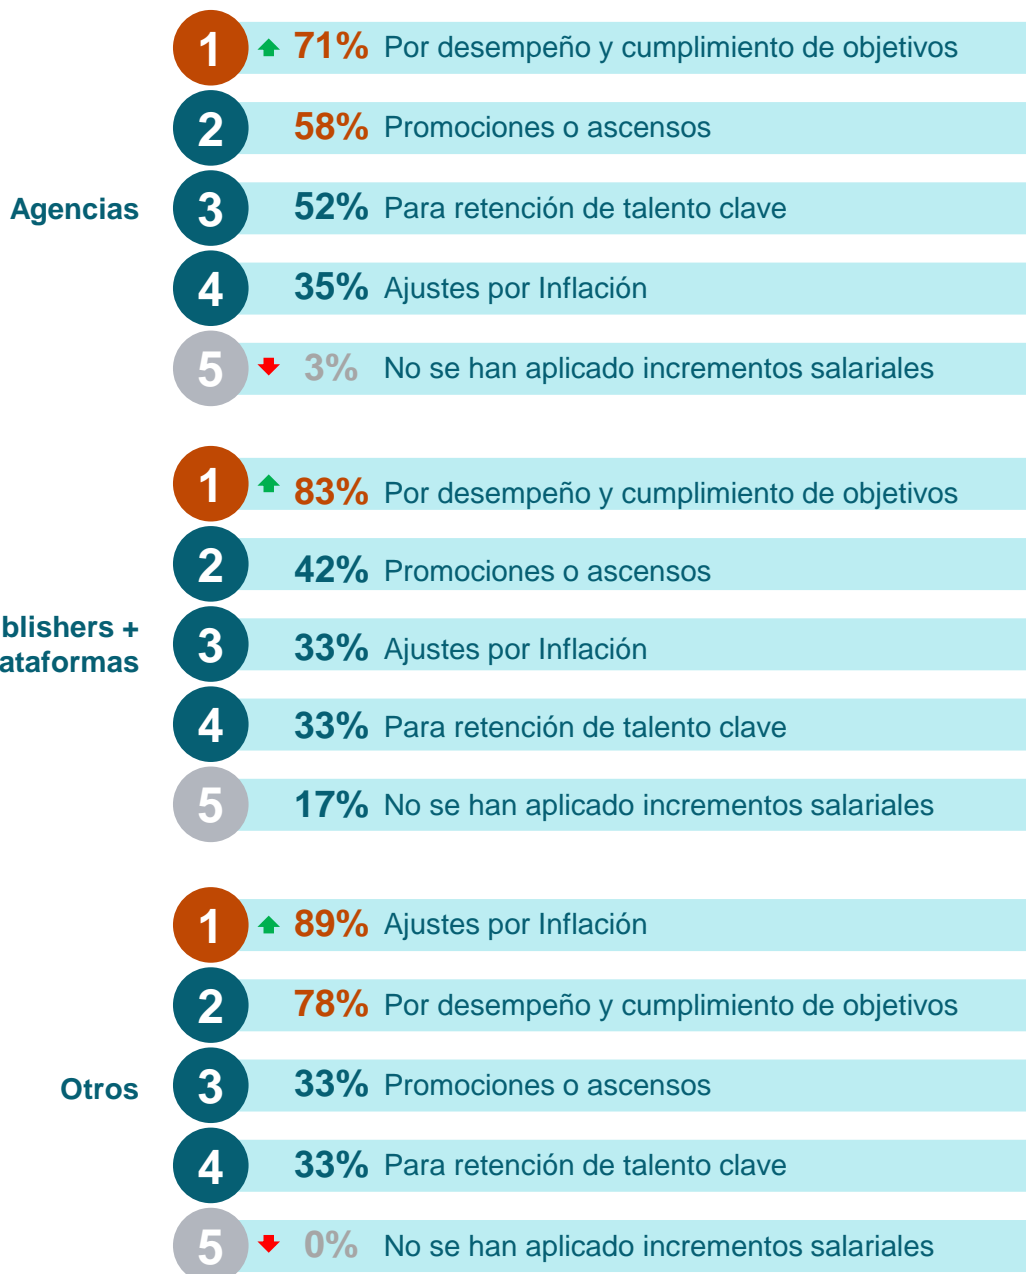 1 71% Por desempeño y cumplimiento de objetivos
2 58% Promociones o ascensos
Agencias
3 52% Para retención de talento clave
4 35% Ajustes por Inflación
5 3% No se han aplicado incrementos salariales
1 83% Por desempeño y cumplimiento de objetivos
2 42% Promociones o ascensos
blishers +
ataformas
3 33% Ajustes por Inflación
4 33% Para retención de talento clave
5 17% No se han aplicado incrementos salariales
1 89% Ajustes por Inflación
2 78% Por desempeño y cumplimiento de objetivos
Otros
3 33% Promociones o ascensos
4 33% Para retención de talento clave
5 0% No se han aplicado incrementos salariales